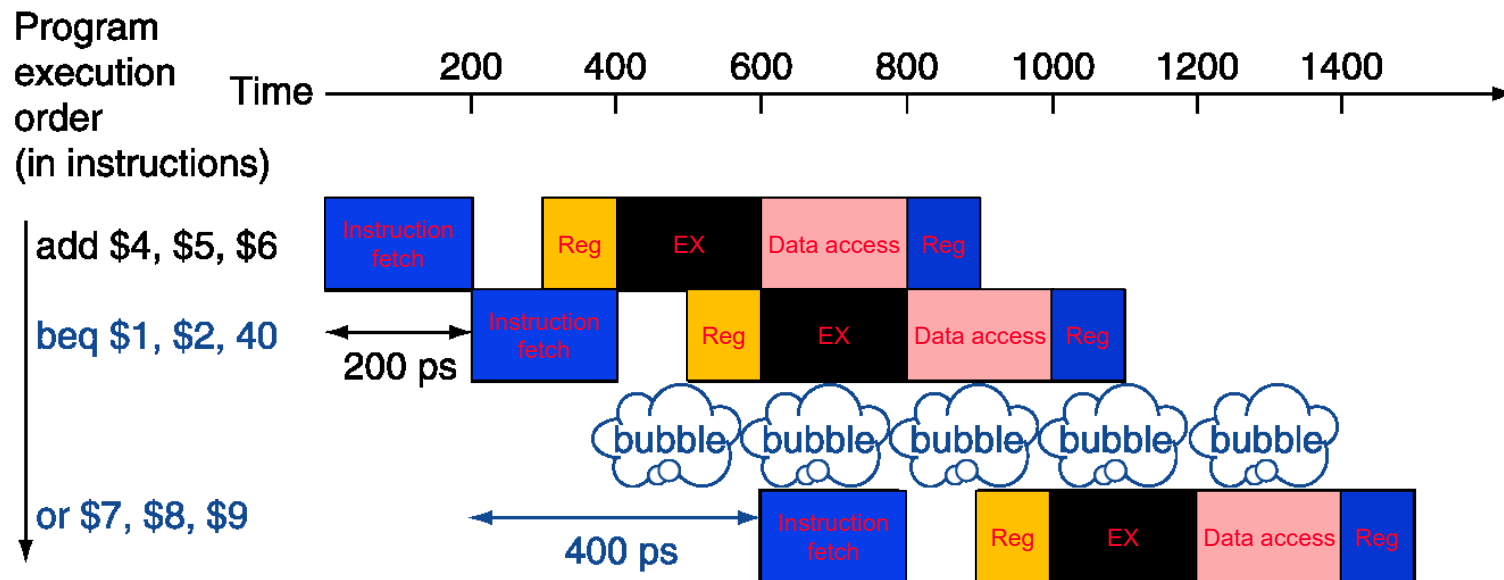 Program
execution
order
(in instructions)
Time
200 400 600 800 1000 1200 1400
add $4, $5, $6
Instruction
fetch
Reg
EX
Data access
Reg
beq $1, $2, 40
200 ps
Instruction
fetch
Reg
EX
Data access
Reg
bubble bubble bubble bubble bubble
or $7, $8, $9
400 ps
Instruction
fetch
Reg
EX
Data access
Reg